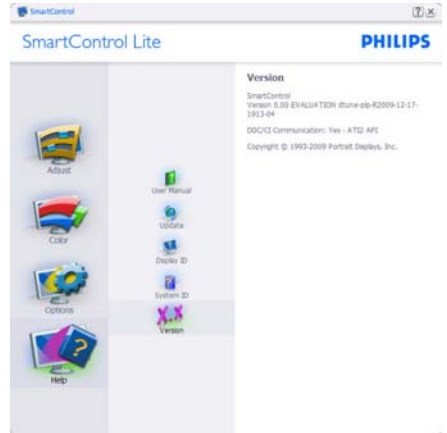 SmartControl
SmartControl Lite
PHILIPS
Adjust
Color
Options
Help
User Manual
Update
Display ID
System ID
Version
Version
SmartControl
Version 0.00 EVALUATION dtune-plp-R2009-12-17-
1913-04
DDC/CI Communication: Yes - ATI2 API
Copyright © 1993-2009 Portrait Displays, Inc.